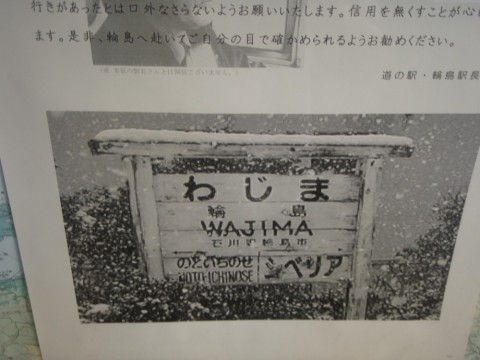 行きがあったとは口外なさらないようお願いいたします。信用を無くすことが心
ます。是非、輪島へ赴いてご自分の目で確かめられるようお勧めください。
道の駅・輪島駅長
わじま
輪島
WAJIMA
石川県輪島市
のといちのせ
シベリア
NOTO-ICHINOSE